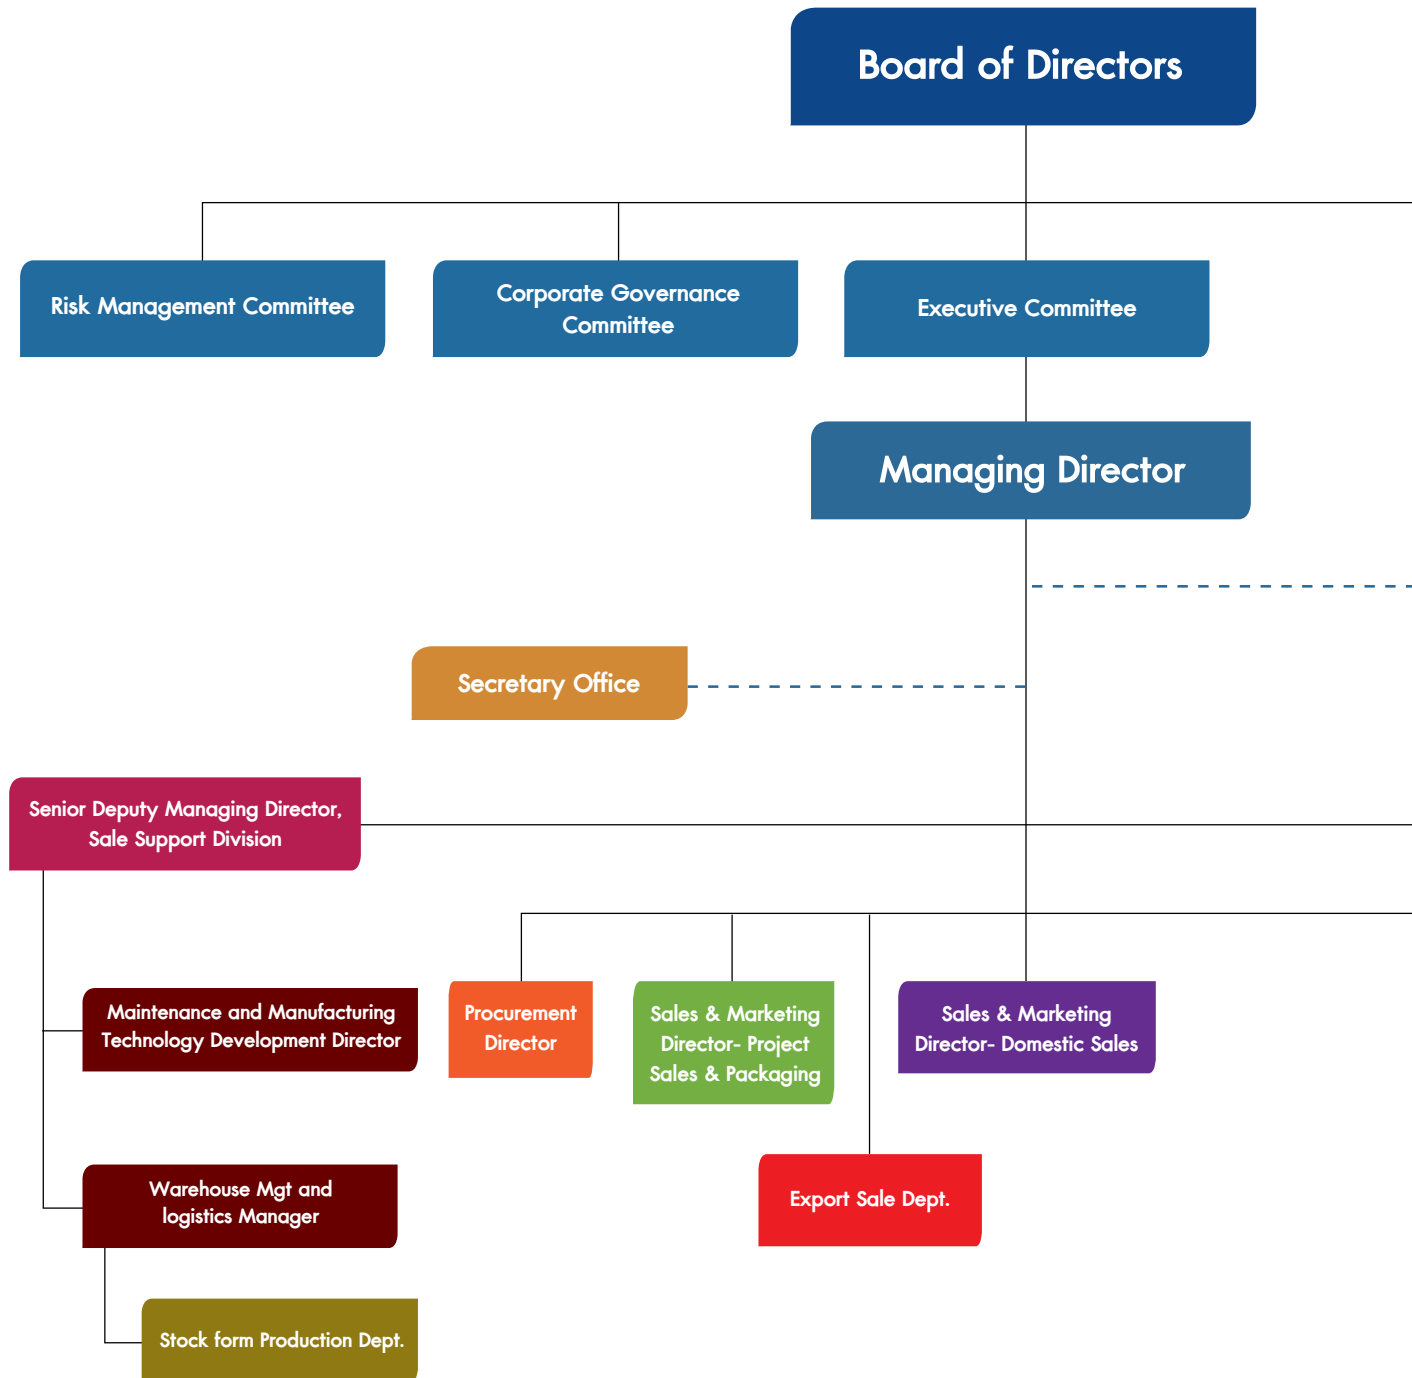 Board of Directors
Risk Management Committee
Corporate Governance
Committee
Executive Committee
Managing Director
Secretary Office
Senior Deputy Managing Director,
Sale Support Division
Maintenance and Manufacturing
Technology Development Director
Procurement
Director
Sales & Marketing
Director- Project
Sales & Packaging
Sales & Marketing
Director- Domestic Sales
Warehouse Mgt and
logistics Manager
Export Sale Dept.
Stock form Production Dept.